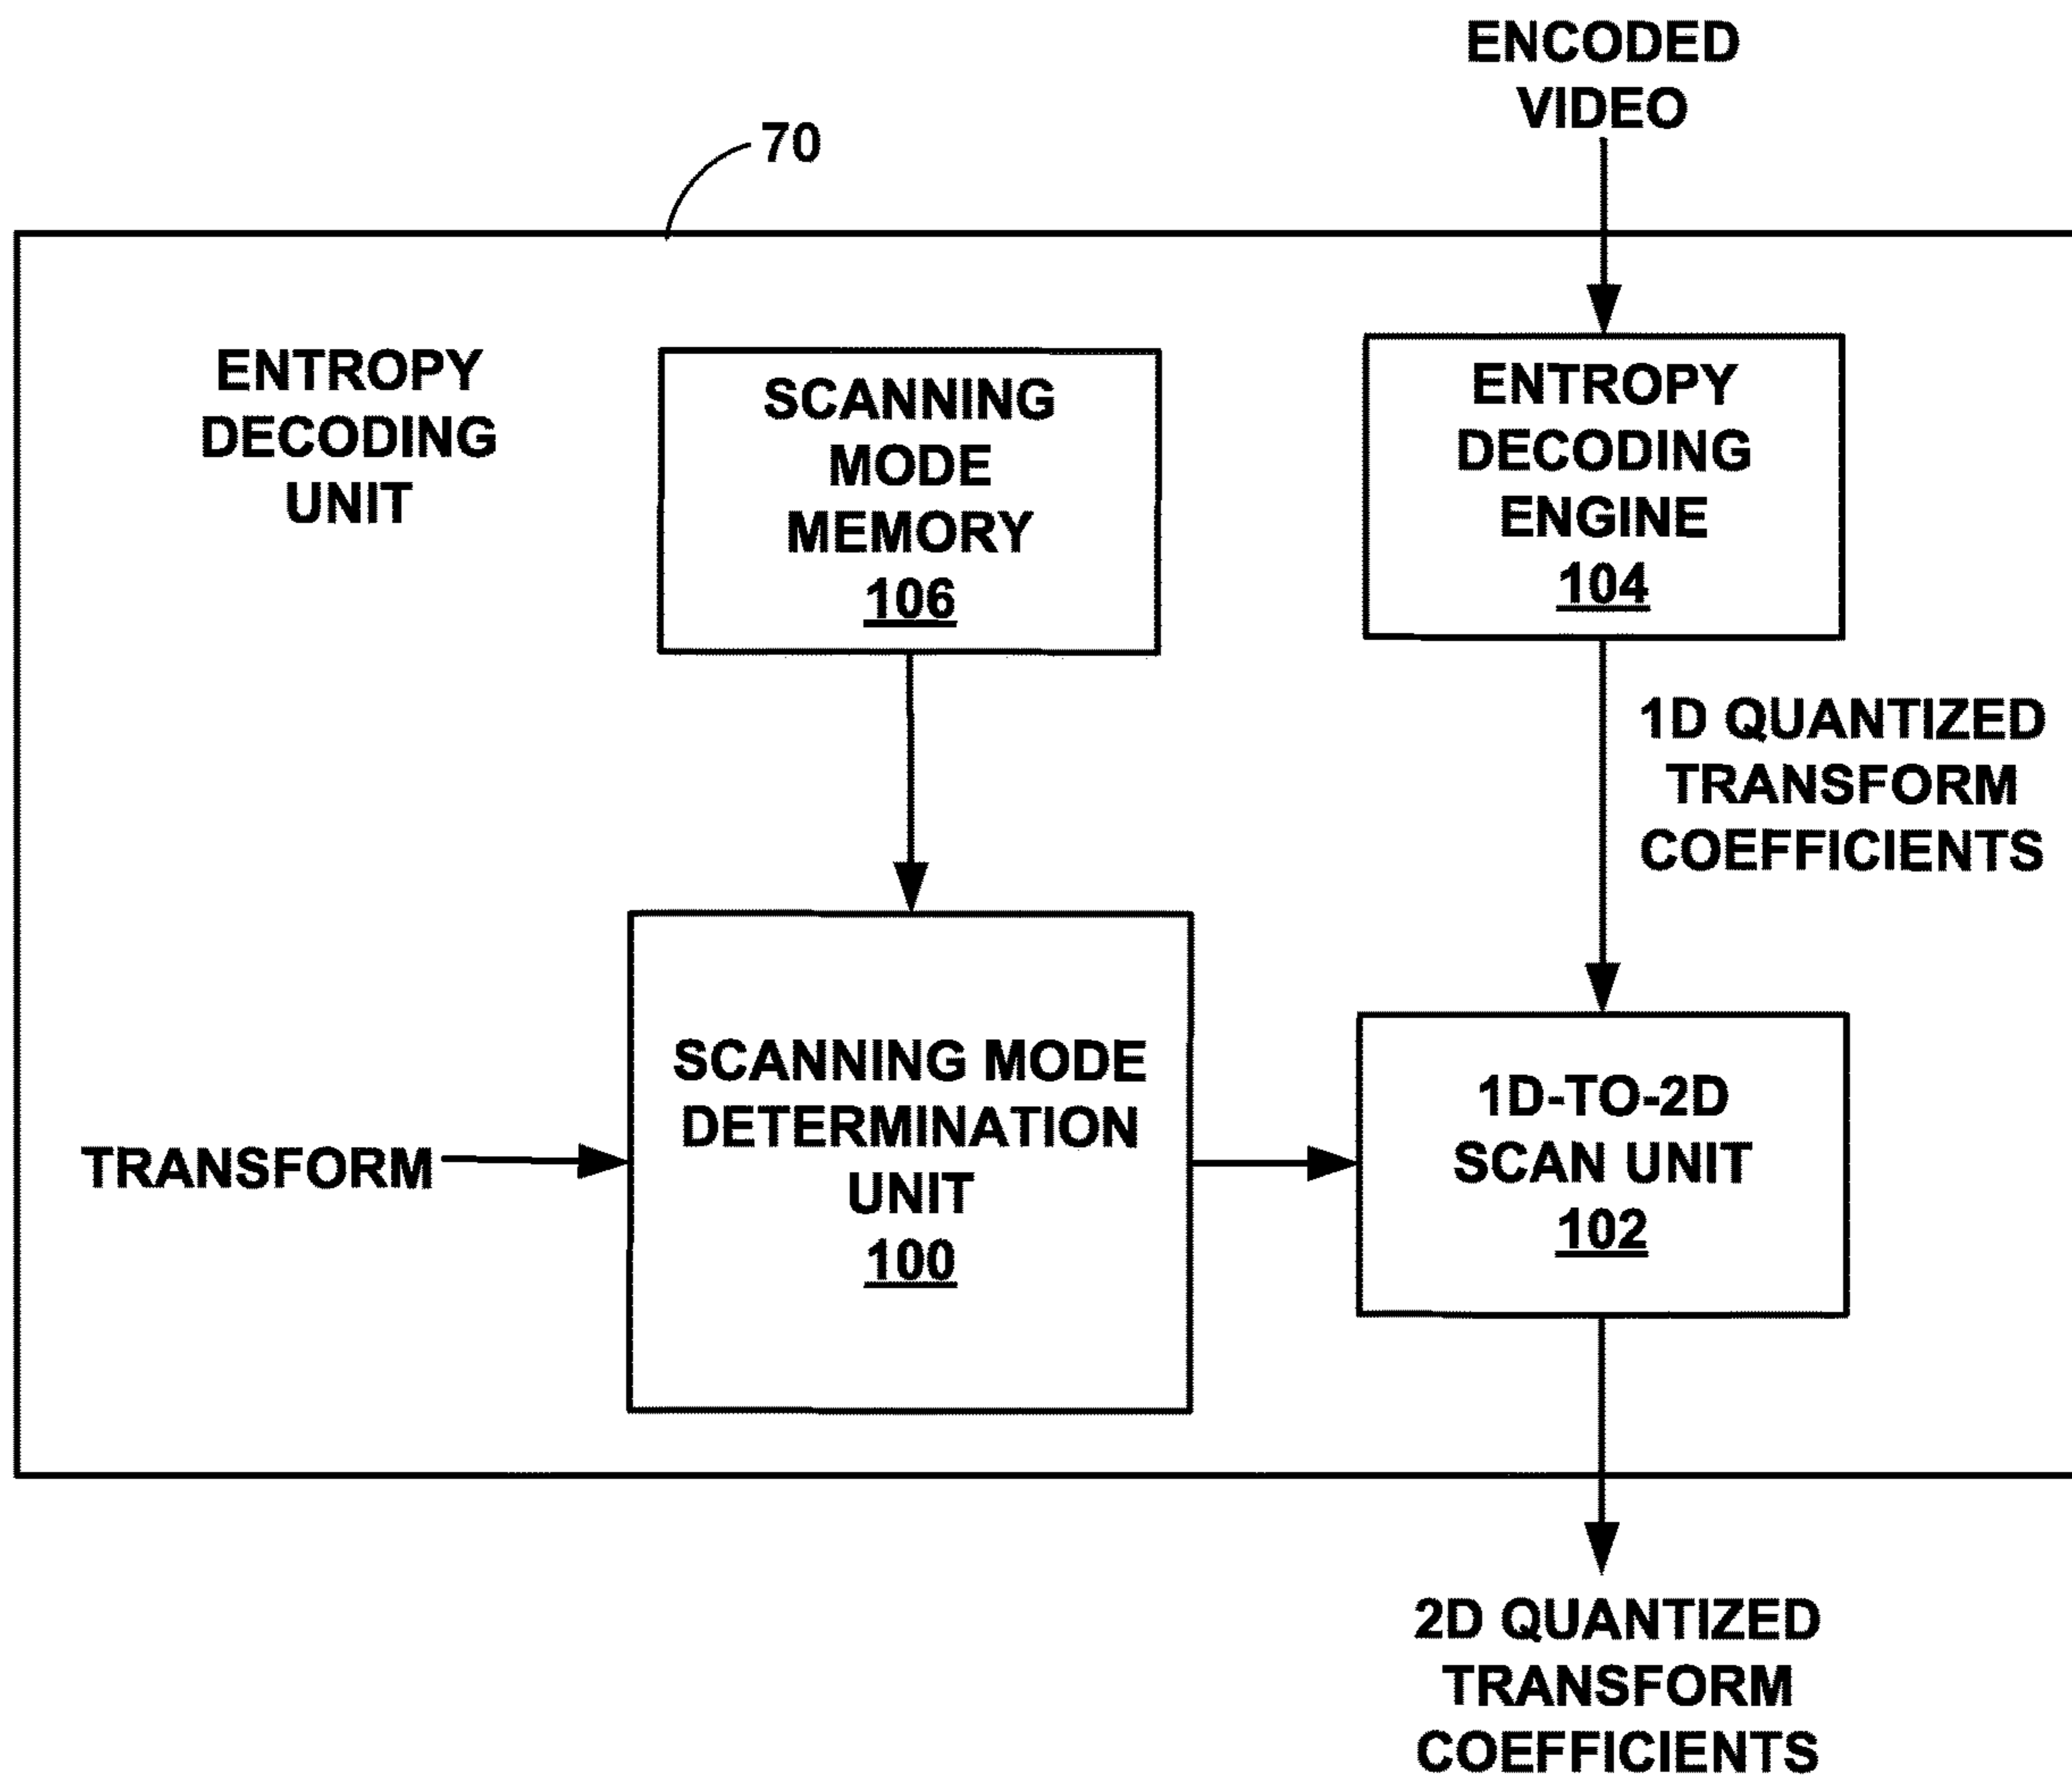 ENCODED
VIDEO
70
ENTROPY
DECODING
UNIT
SCANNING
MODE
MEMORY
106
ENTROPY
DECODING
ENGINE
104
1D QUANTIZED
TRANSFORM
COEFFICIENTS
TRANSFORM
SCANNING MODE
DETERMINATION
UNIT
100
1D-TO-2D
SCAN UNIT
102
2D QUANTIZED
TRANSFORM
COEFFICIENTS